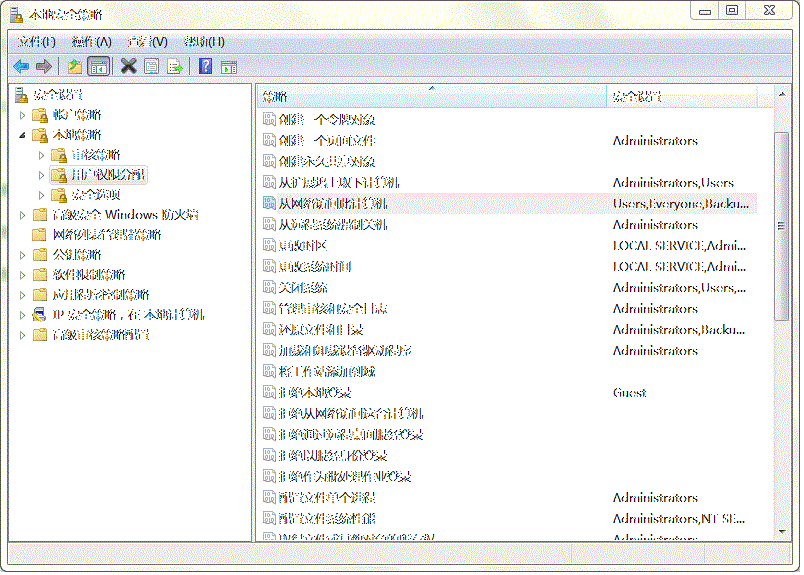 本地安全策略
文件(F) 操作(A) 查看(V) 帮助(H)
安全设置
帐户策略
本地策略
审核策略
用户权限分配
安全选项
高级安全 Windows 防火墙
网络列表管理器策略
公钥策略
软件限制策略
应用程序控制策略
IP 安全策略，在 本地计算机
高级审核策略配置
策略 安全设置
创建一个令牌对象
创建一个页面文件 Administrators
创建永久共享对象
从扩展坞上取下计算机 Administrators,Users
从网络访问此计算机 Users,Everyone,Backu...
从远程系统强制关机 Administrators
更改时区 LOCAL SERVICE,Admi...
更改系统时间 LOCAL SERVICE,Admi...
关闭系统 Administrators,Users,...
管理审核和安全日志 Administrators
还原文件和目录 Administrators,Backu...
加载和卸载设备驱动程序 Administrators
将工作站添加到域
拒绝本地登录 Guest
拒绝从网络访问这台计算机
拒绝通过远程桌面服务登录
拒绝以服务身份登录
拒绝作为批处理作业登录
配置文件单个进程 Administrators
配置文件系统性能 Administrators,NT SE...